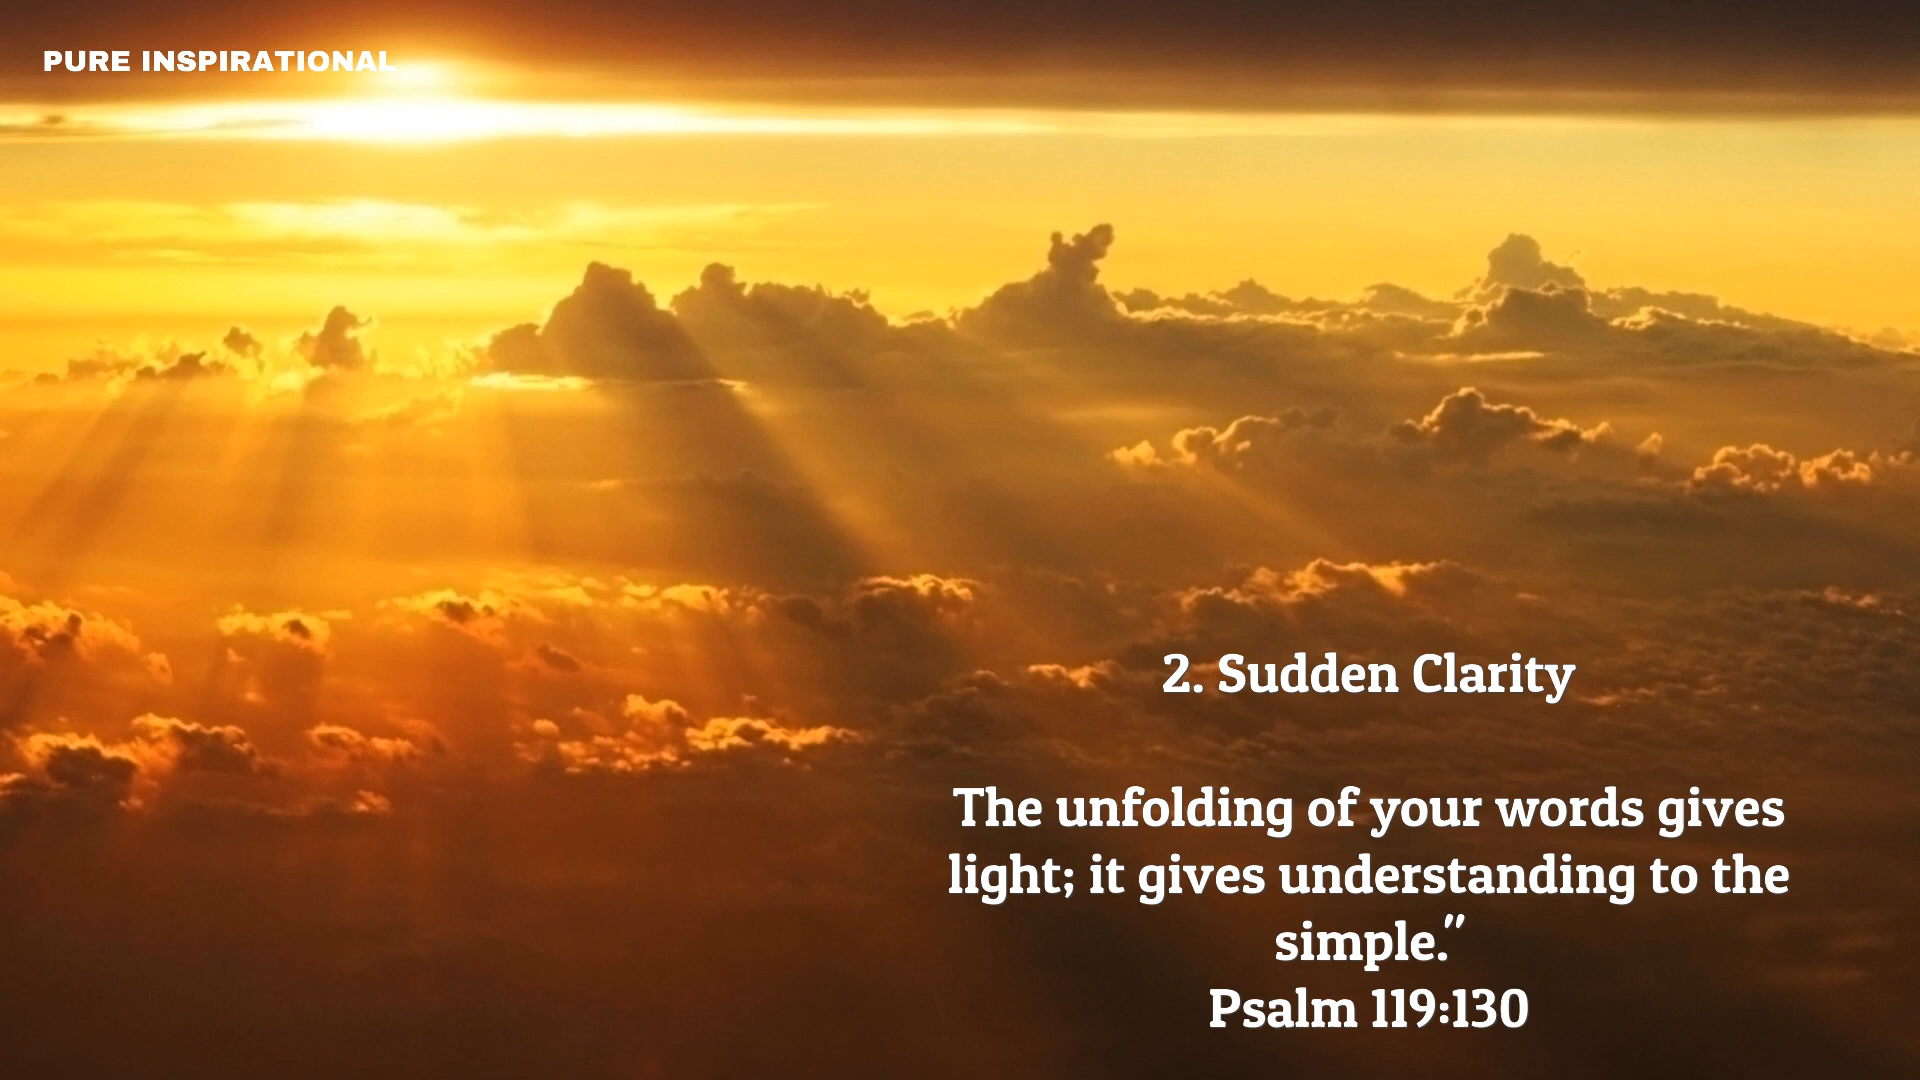 PURE INSPIRATIONAL
2. Sudden Clarity
The unfolding of your words gives
light; it gives understanding to the
simple."
Psalm 119:130